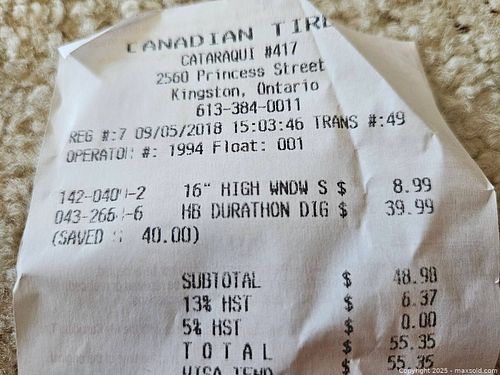 CANADIAN TIRE
CATARAQUI #417
2560 Princess Street
Kingston, Ontario
613-384-0011
REG #:7 09/05/2018 15:03:46 TRANS #:49
OPERATOR #: 1994 Float: 001
16" HIGH WNDW S $ 8.99
HB DURATHON DIG $ 39.99
(SAVED $ 40.00)
SUBTOTAL $ 48.98
13% HST $ 6.37
5% HST $ 0.00
TOTAL $ 55.35
VISA TEND $ 55.35
Copyright 2025 - maxsold.com